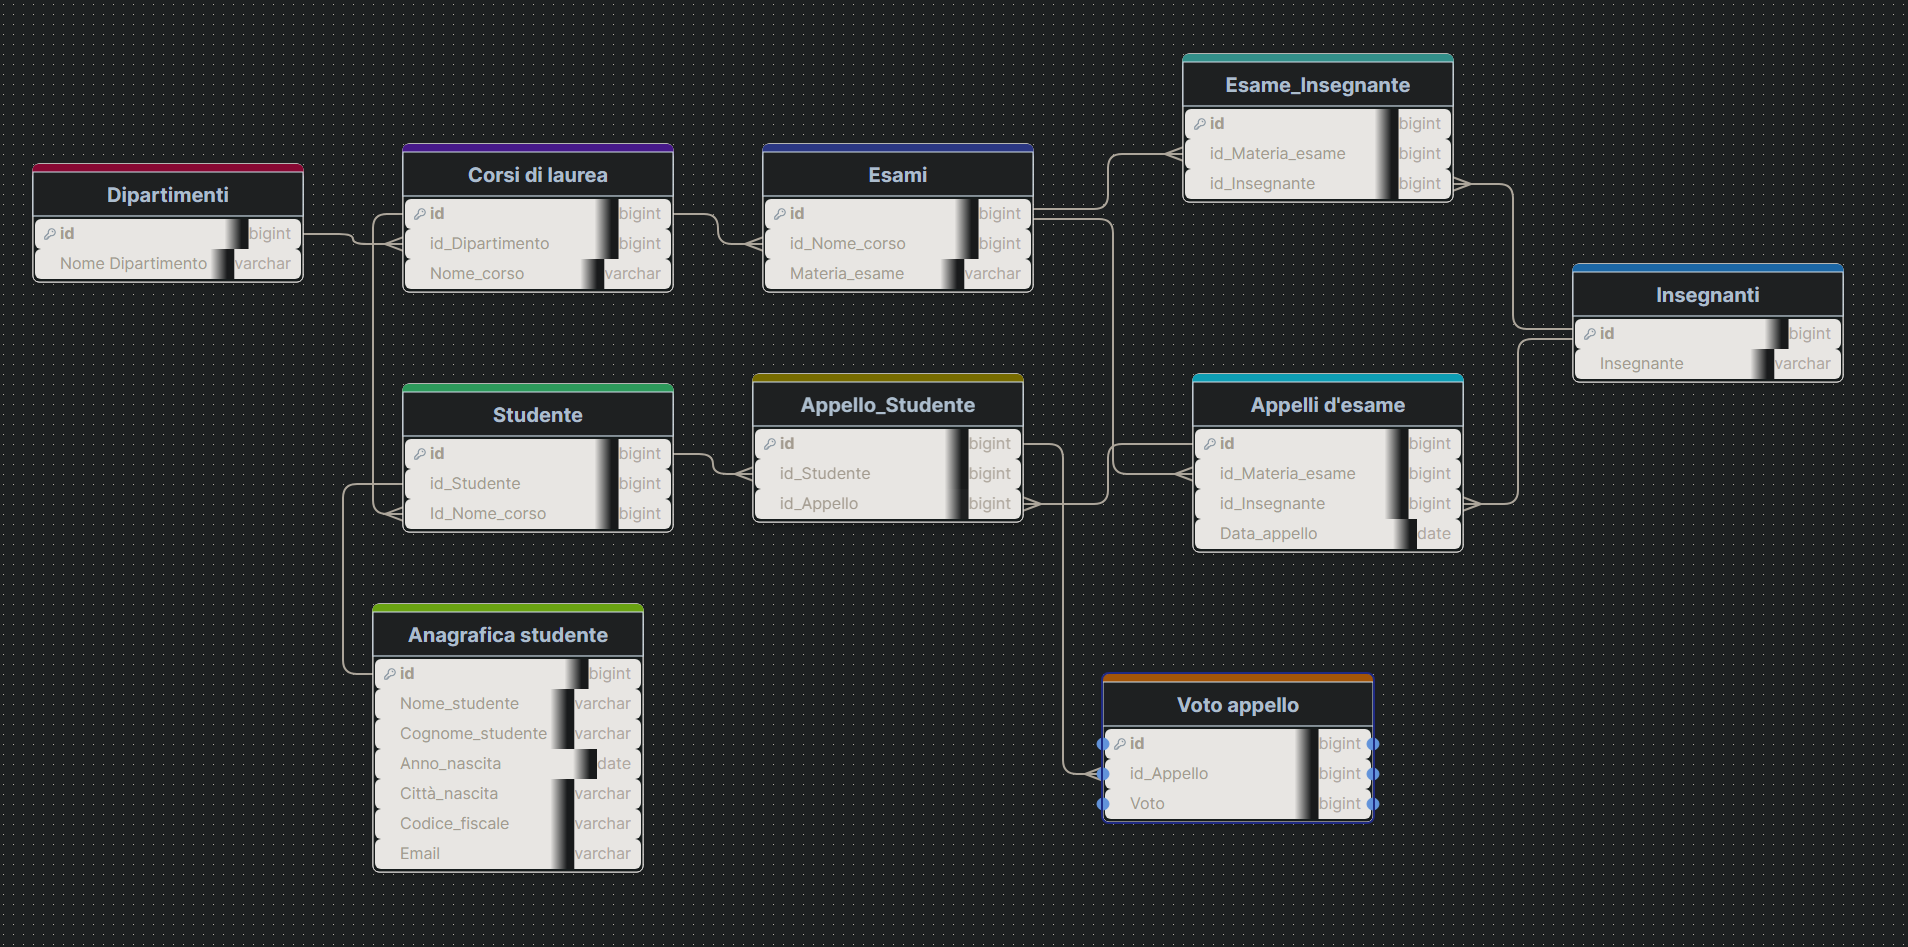 Dipartimenti
id bigint
Nome Dipartimento varchar
Corsi di laurea
id bigint
id_Dipartimento bigint
Nome_corso varchar
Esami
id bigint
id_Nome_corso bigint
Materia_esame varchar
Esame_Insegnante
id bigint
id_Materia_esame bigint
id_Insegnante bigint
Insegnanti
id bigint
Insegnante varchar
Studente
id bigint
id_Studente bigint
Id_Nome_corso bigint
Appello_Studente
id bigint
id_Studente bigint
id_Appello bigint
Appelli d'esame
id bigint
id_Materia_esame bigint
id_Insegnante bigint
Data_appello date
Anagrafica studente
id bigint
Nome_studente varchar
Cognome_studente varchar
Anno_nascita date
Città_nascita varchar
Codice_fiscale varchar
Email varchar
Voto appello
id bigint
id_Appello bigint
Voto bigint